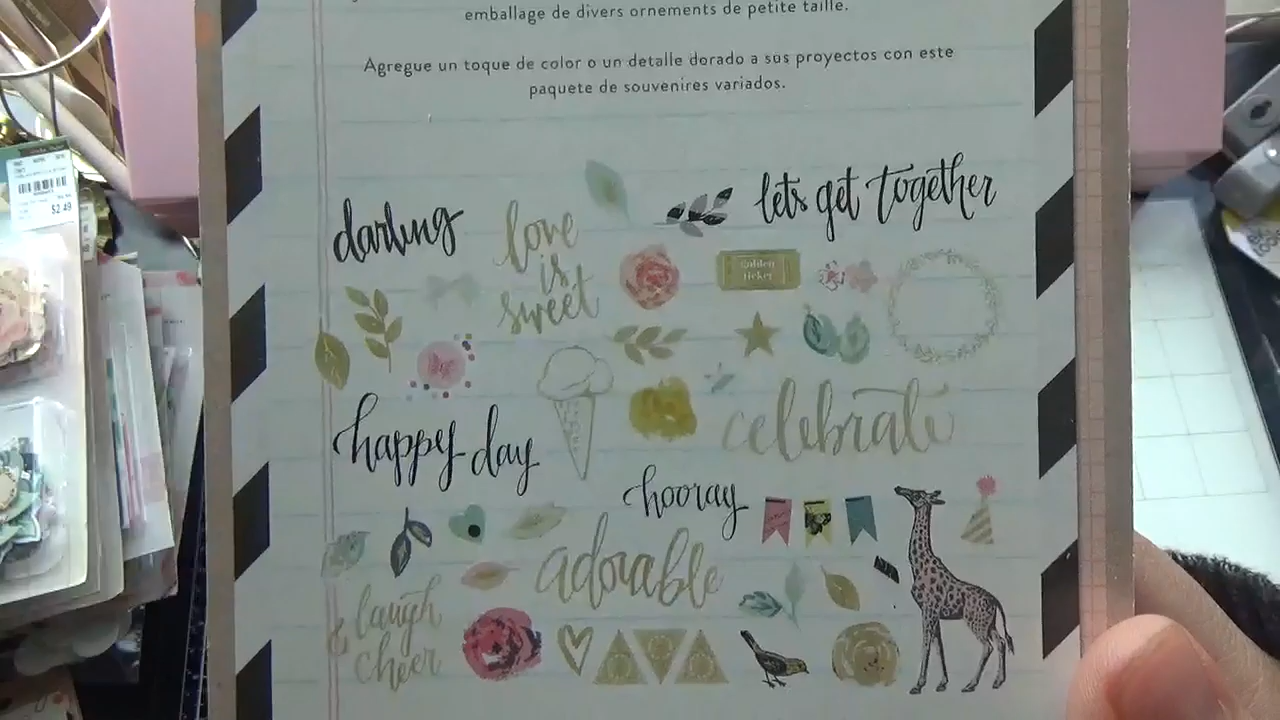 emballage de divers ornements de petite taille.
Agregue un toque de color o un detalle dorado a sus proyectos con este
paquete de souvenires variados.
darling
love
is
sweet
let's get together
golden
ticket
happy day
celebrate
hooray
adorable
laugh
&
cheer
$2.49